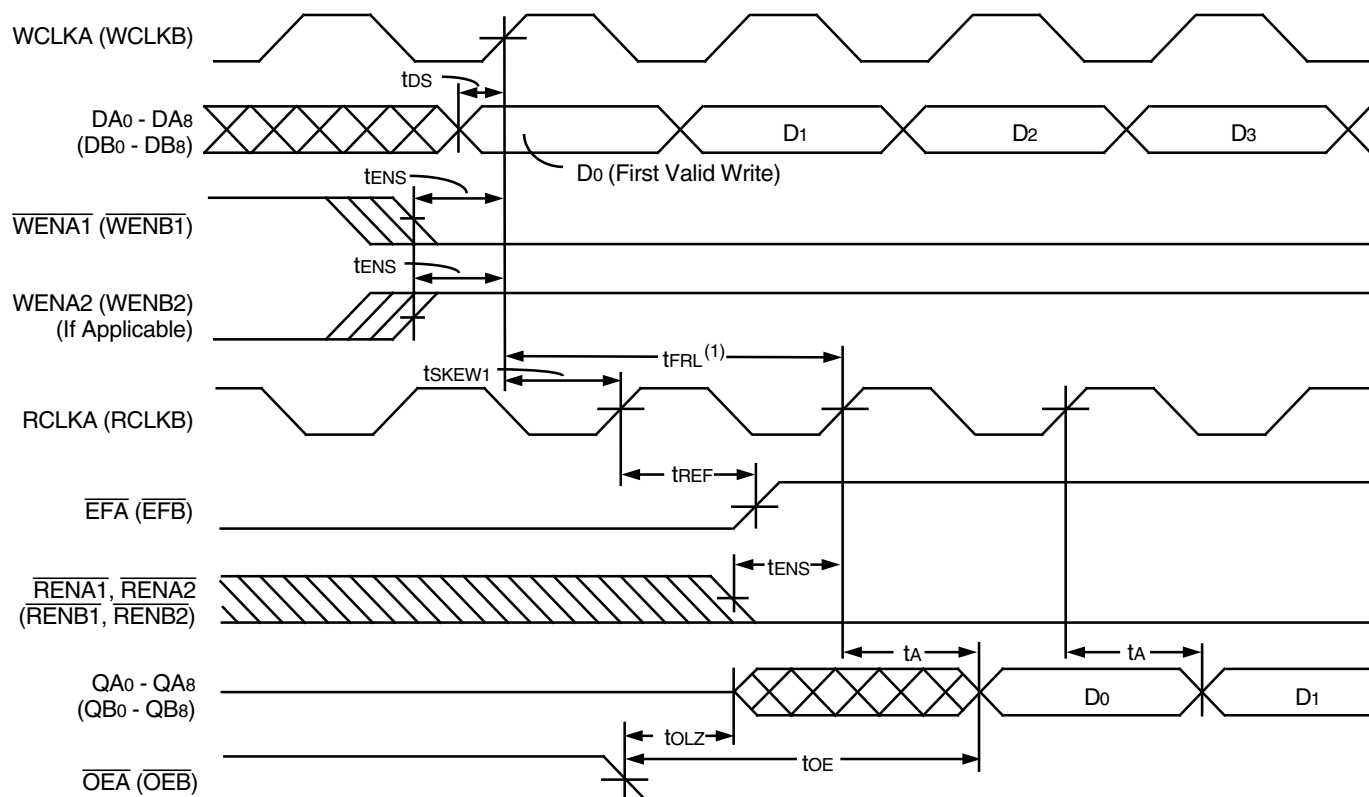 WCLKA (WCLKB)
tDS
DA0 - DA8
(DB0 - DB8)
D1
D2
D3
D0 (First Valid Write)
tENS
WENA1 (WENB1)
tENS
WENA2 (WENB2)
(If Applicable)
tFRL(1)
tSKEW1
RCLKA (RCLKB)
tREF
EFA (EFB)
tENS
RENA1, RENA2
(RENB1, RENB2)
tA
tA
QA0 - QA8
(QB0 - QB8)
D0
D1
tOLZ
tOE
OEA (OEB)